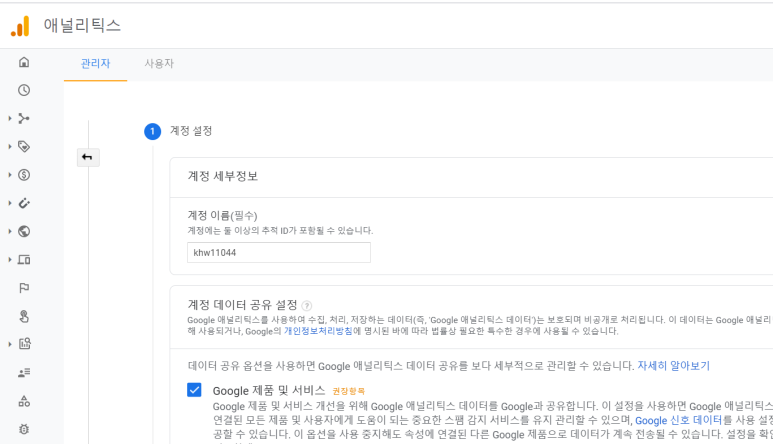 애널리틱스
관리자
사용자
1 계정 설정
계정 세부정보
계정 이름(필수)
계정에는 둘 이상의 추적 ID가 포함될 수 있습니다.
khw11044
계정 데이터 공유 설정 ?
Google 애널리틱스를 사용하여 수집, 처리, 저장하는 데이터(즉, 'Google 애널리틱스 데이터')는 보호되며 비공개로 처리됩니다. 이 데이터는 Google 애널리
해 사용되거나, Google의 개인정보처리방침에 명시된 바에 따라 법률상 필요한 특수한 경우에 사용될 수 있습니다.
데이터 공유 옵션을 사용하면 Google 애널리틱스 데이터 공유를 보다 세부적으로 관리할 수 있습니다. 자세히 알아보기
Google 제품 및 서비스 권장항목
Google 제품 및 서비스 개선을 위해 Google 애널리틱스 데이터를 Google과 공유합니다. 이 설정을 사용하면 Google 애널리틱스
연결된 모든 제품 및 사용자에게 도움이 되는 중요한 스팸 감지 서비스를 유지 관리할 수 있으며, Google 신호 데이터를 사용 설정
공할 수 있습니다. 이 옵션을 사용 중지해도 속성에 연결된 다른 Google 제품으로 데이터가 계속 전송될 수 있습니다. 설정을 확인